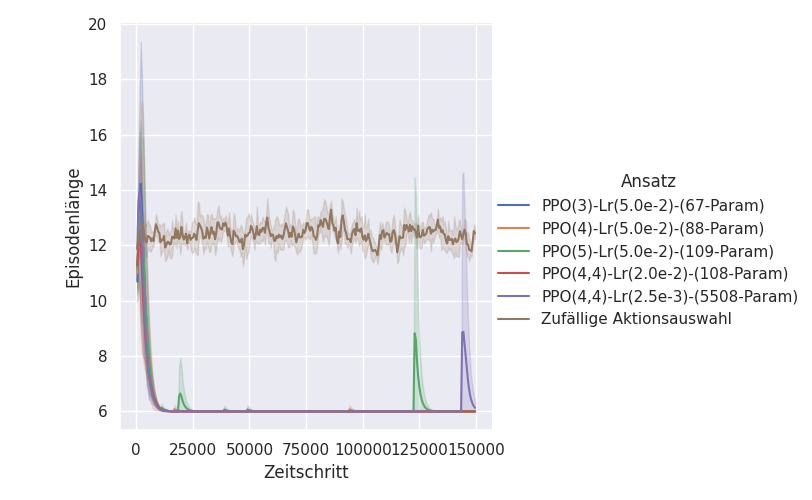 20
18
16
14
12
10
8
6
Episodenlänge
0 25000 50000 75000 100000 125000 150000
Zeitschritt
Ansatz
PPO(3)-Lr(5.0e-2)-(67-Param)
PPO(4)-Lr(5.0e-2)-(88-Param)
PPO(5)-Lr(5.0e-2)-(109-Param)
PPO(4,4)-Lr(2.0e-2)-(108-Param)
PPO(4,4)-Lr(2.5e-3)-(5508-Param)
Zufällige Aktionsauswahl